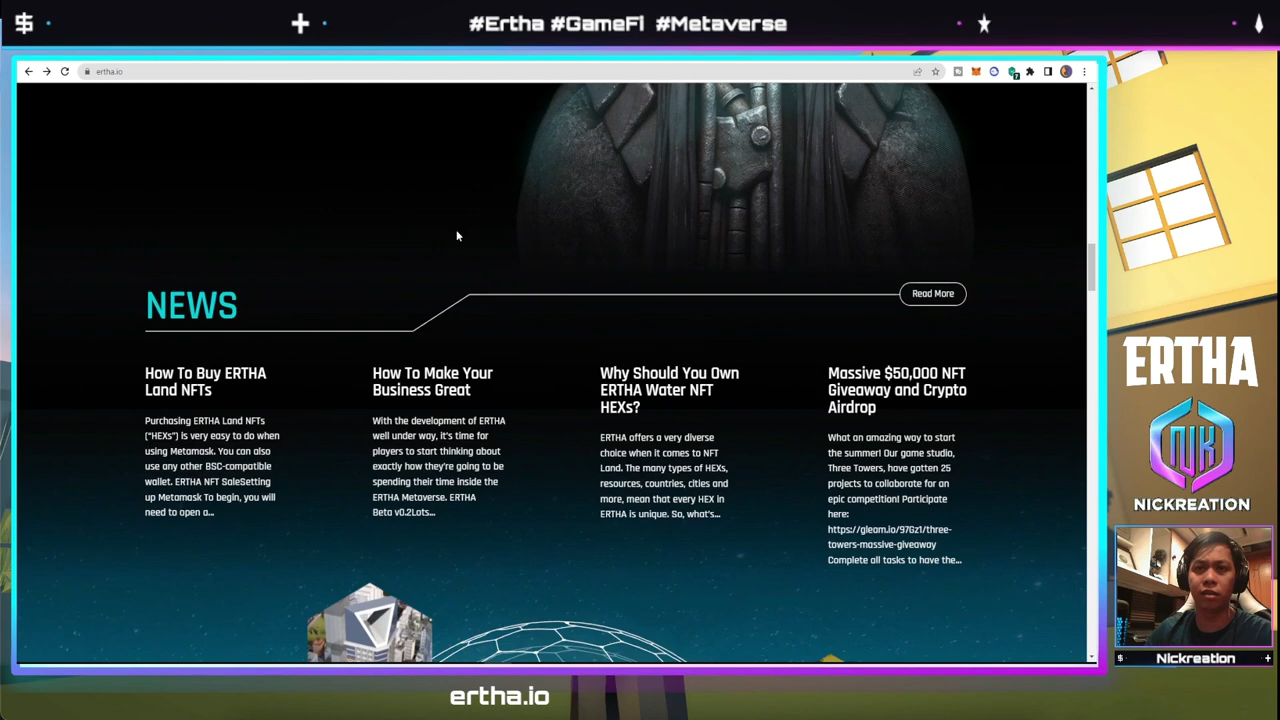 #Ertha #GameFi #Metaverse
ertha.io
NEWS
Read More
How To Buy ERTHA
Land NFTs
Purchasing ERTHA Land NFTs
("HEXs") is very easy to do when
using Metamask. You can also
use any other BSC-compatible
wallet. ERTHA NFT SaleSetting
up Metamask To begin, you will
need to open a...
How To Make Your
Business Great
With the development of ERTHA
well under way, it's time for
players to start thinking about
exactly how they're going to be
spending their time inside the
ERTHA Metaverse. ERTHA
Beta v0.2Lots...
Why Should You Own
ERTHA Water NFT
HEXs?
ERTHA offers a very diverse
choice when it comes to NFT
Land. The many types of HEXs,
resources, countries, cities and
more, mean that every HEX in
ERTHA is unique. So, what's...
Massive $50,000 NFT
Giveaway and Crypto
Airdrop
What an amazing way to start
the summer! Our game studio,
Three Towers, have gotten 25
projects to collaborate for an
epic competition! Participate
here:
https://gleam.io/97Gz1/three-
towers-massive-giveaway
Complete all tasks to have the...
ERTHA
NK
NICKREATION
Nickreation
ertha.io